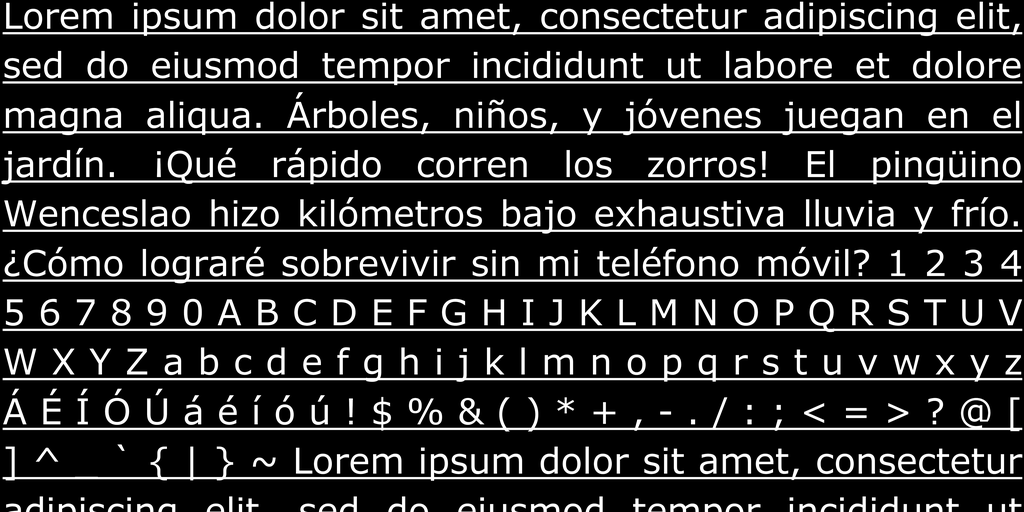 Lorem ipsum dolor sit amet, consectetur adipiscing elit,
sed do eiusmod tempor incididunt ut labore et dolore
magna aliqua. Árboles, niños, y jóvenes juegan en el
jardín. ¡Qué rápido corren los zorros! El pingüino
Wenceslao hizo kilómetros bajo exhaustiva lluvia y frío.
¿Cómo lograré sobrevivir sin mi teléfono móvil? 1 2 3 4
5 6 7 8 9 0 A B C D E F G H I J K L M N O P Q R S T U V
W X Y Z a b c d e f g h i j k l m n o p q r s t u v w x y z
Á É Í Ó Ú á é í ó ú ! $ % & ( ) * + , - . / : ; < = > ? @ [
] ^ _ ` { | } ~ Lorem ipsum dolor sit amet, consectetur
adipiscing elit, sed do eiusmod tempor incididunt ut